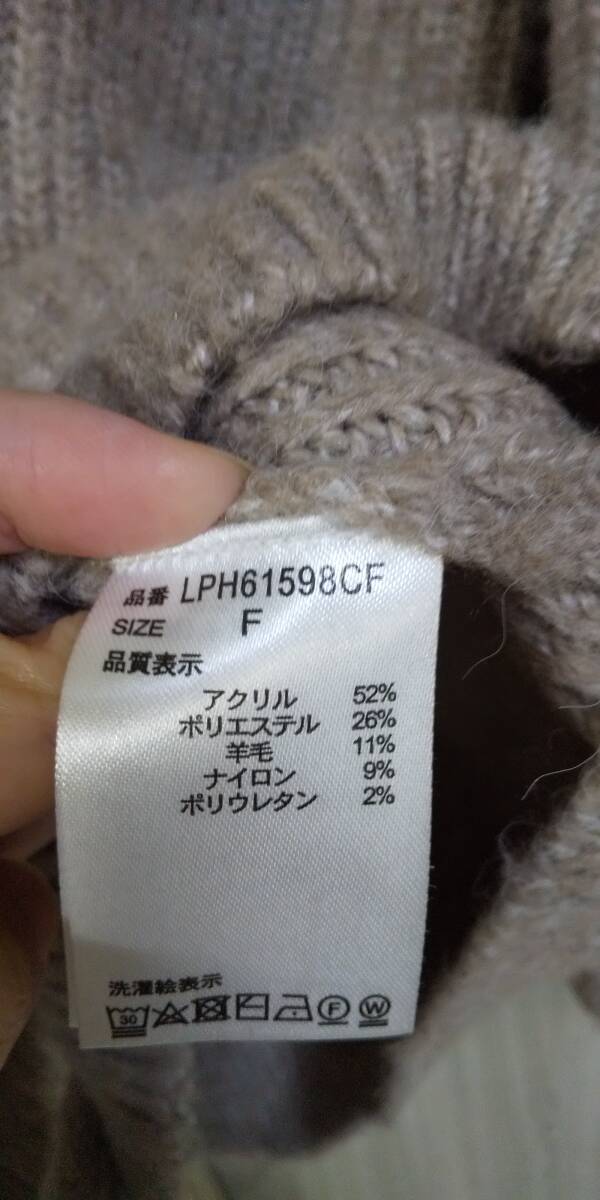 品番 LPH61598CF
SIZE F
品質表示
アクリル 52%
ポリエステル 26%
羊毛 11%
ナイロン 9%
ポリウレタン 2%
洗濯絵表示
30 F W